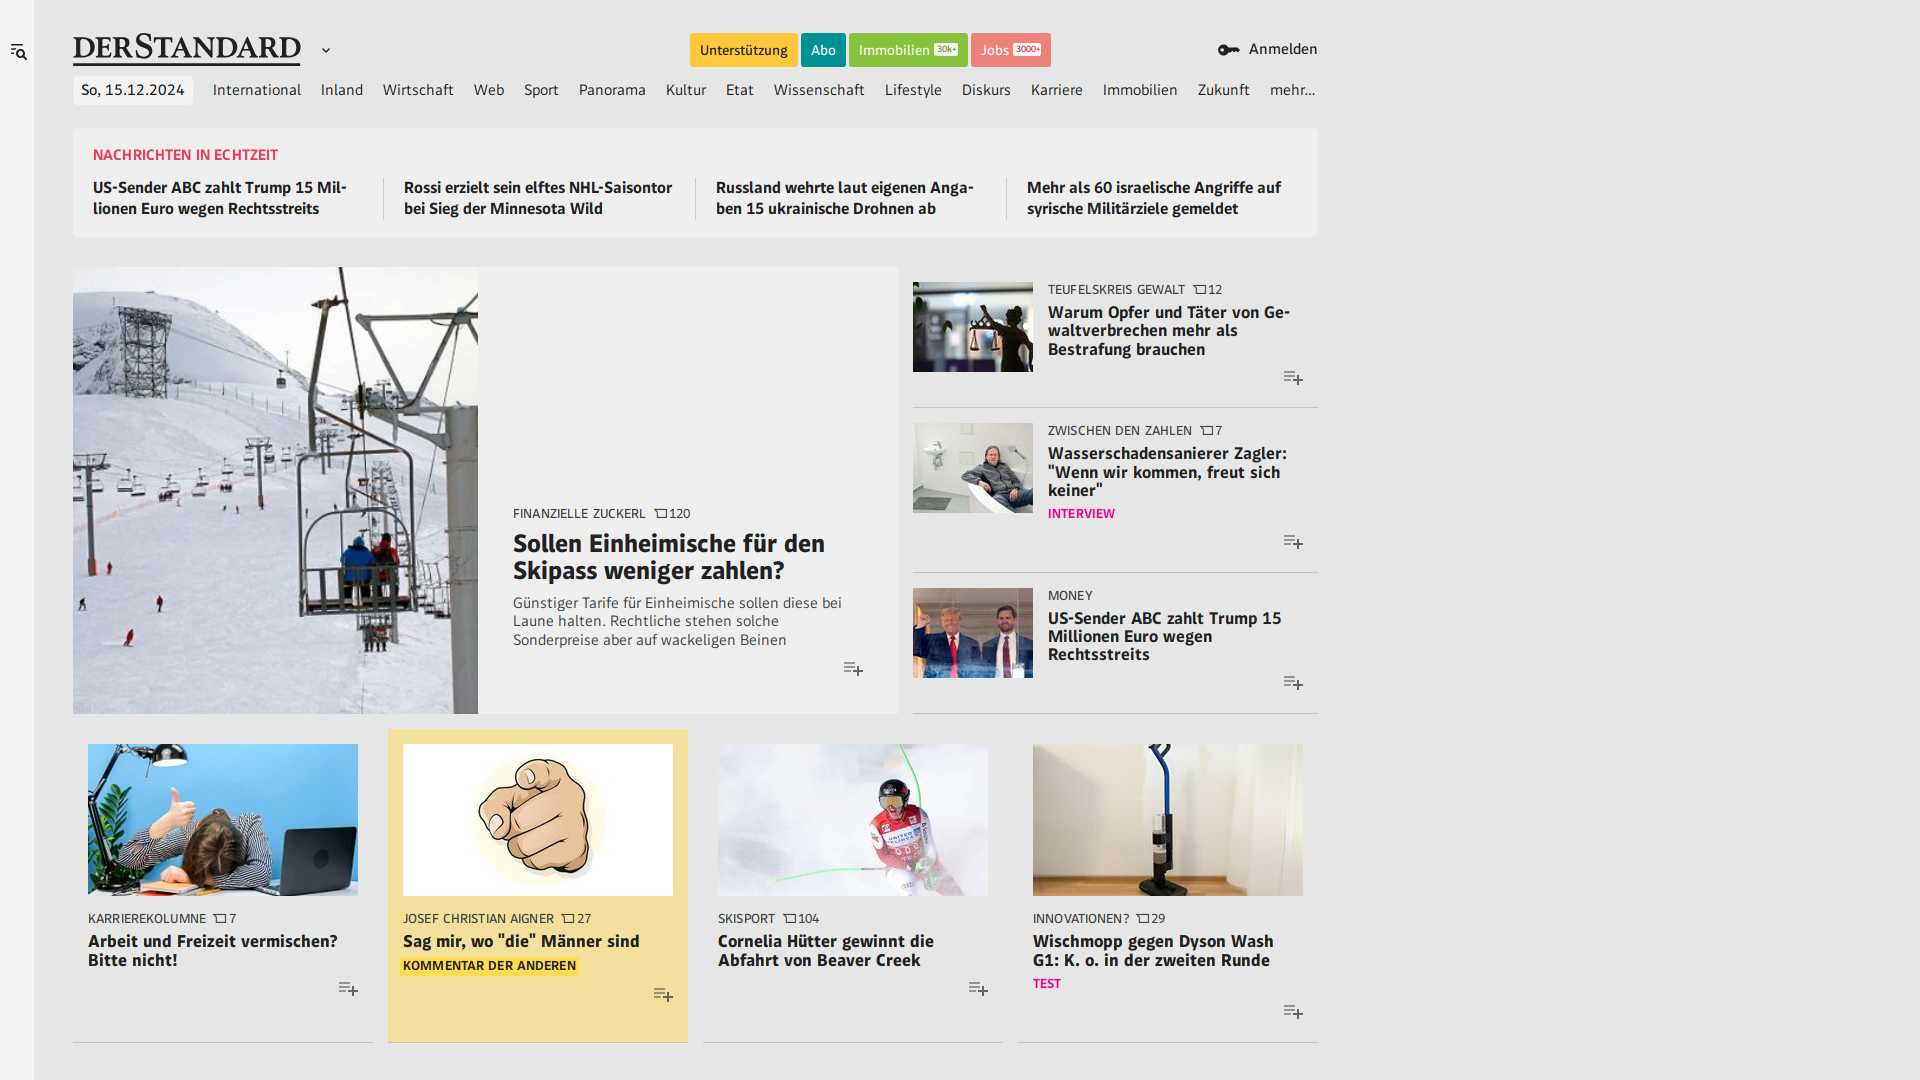 DERSTANDARD
Unterstützung
Abo
Immobilien 30k+
Jobs 3000+
Anmelden
So, 15.12.2024
International
Inland
Wirtschaft
Web
Sport
Panorama
Kultur
Etat
Wissenschaft
Lifestyle
Diskurs
Karriere
Immobilien
Zukunft
mehr...
NACHRICHTEN IN ECHTZEIT
US-Sender ABC zahlt Trump 15 Mil-
lionen Euro wegen Rechtsstreits
Rossi erzielt sein elftes NHL-Saisontor
bei Sieg der Minnesota Wild
Russland wehrte laut eigenen Anga-
ben 15 ukrainische Drohnen ab
Mehr als 60 israelische Angriffe auf
syrische Militärziele gemeldet
FINANZIELLE ZUCKERL 120
Sollen Einheimische für den
Skipass weniger zahlen?
Günstiger Tarife für Einheimische sollen diese bei
Laune halten. Rechtliche stehen solche
Sonderpreise aber auf wackeligen Beinen
TEUFELSKREIS GEWALT 12
Warum Opfer und Täter von Ge-
waltverbrechen mehr als
Bestrafung brauchen
ZWISCHEN DEN ZAHLEN 7
Wasserschadensanierer Zagler:
"Wenn wir kommen, freut sich
keiner"
INTERVIEW
MONEY
US-Sender ABC zahlt Trump 15
Millionen Euro wegen
Rechtsstreits
KARRIEREKOLUMNE 7
Arbeit und Freizeit vermischen?
Bitte nicht!
JOSEF CHRISTIAN AIGNER 27
Sag mir, wo "die" Männer sind
KOMMENTAR DER ANDEREN
SKISPORT 104
Cornelia Hütter gewinnt die
Abfahrt von Beaver Creek
INNOVATIONEN? 29
Wischmopp gegen Dyson Wash
G1: K. o. in der zweiten Runde
TEST